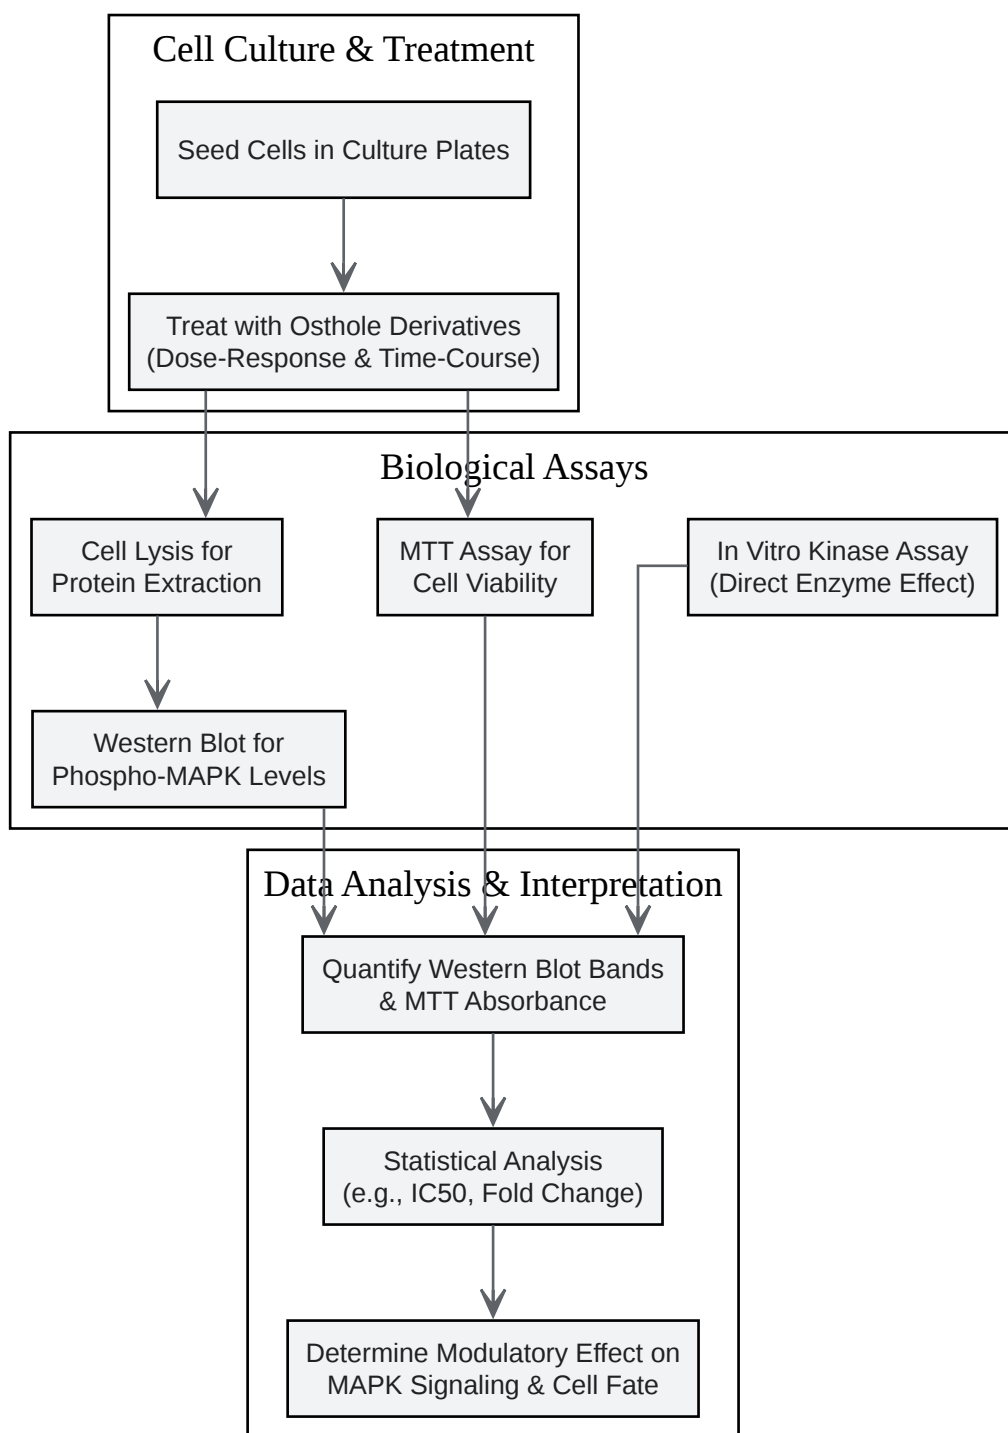 Cell Culture & Treatment
Seed Cells in Culture Plates
Treat with Osthole Derivatives
(Dose-Response & Time-Course)
Biological Assays
Cell Lysis for
Protein Extraction
MTT Assay for
Cell Viability
In Vitro Kinase Assay
(Direct Enzyme Effect)
Western Blot for
Phospho-MAPK Levels
Data Analysis & Interpretation
Quantify Western Blot Bands
& MTT Absorbance
Statistical Analysis
(e.g., IC50, Fold Change)
Determine Modulatory Effect on
MAPK Signaling & Cell Fate